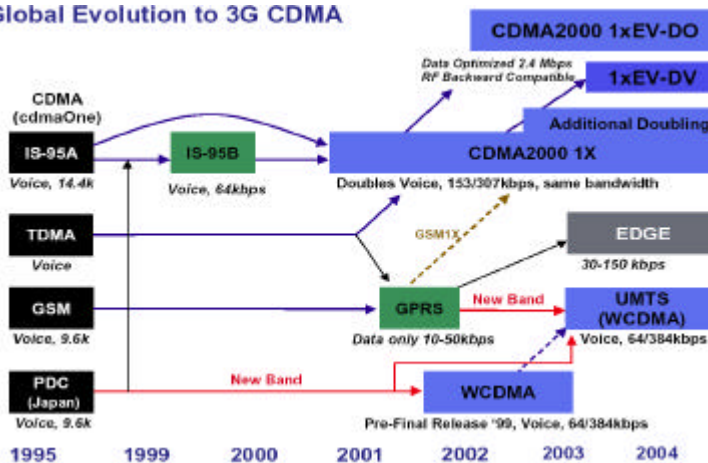 Global Evolution to 3G CDMA
CDMA2000 1xEV-DO
Data Optimized 2.4 Mbps
RF Backward Compatible
1xEV-DV
CDMA
(cdmaOne)
Additional Doubling
IS-95A
IS-95B
CDMA2000 1X
Voice, 14.4k
Voice, 64kbps
Doubles Voice, 153/307kbps, same bandwidth
TDMA
GSM1X
EDGE
Voice
30-150 kbps
GSM
GPRS
New Band
UMTS
(WCDMA)
Voice, 9.6k
Data only 10-50kbps
Voice, 64/384kbps
PDC
(Japan)
New Band
WCDMA
Voice, 9.6k
Pre-Final Release '99, Voice, 64/384kbps
1995 1999 2000 2001 2002 2003 2004